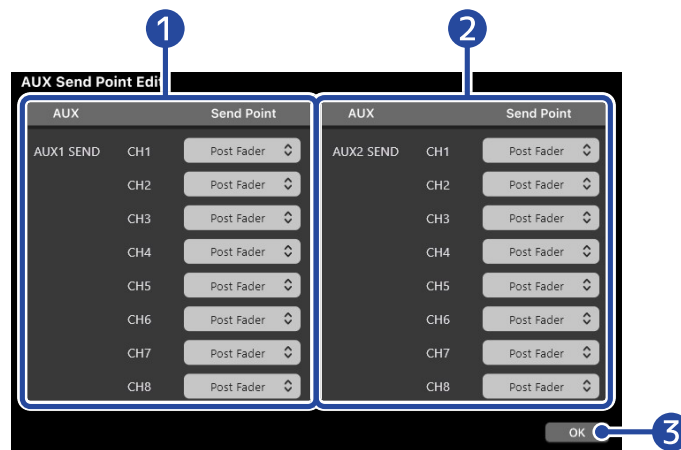 1 2
AUX Send Point Edit
AUX Send Point AUX Send Point
AUX1 SEND CH1 Post Fader AUX2 SEND CH1 Post Fader
CH2 Post Fader CH2 Post Fader
CH3 Post Fader CH3 Post Fader
CH4 Post Fader CH4 Post Fader
CH5 Post Fader CH5 Post Fader
CH6 Post Fader CH6 Post Fader
CH7 Post Fader CH7 Post Fader
CH8 Post Fader CH8 Post Fader
OK 3